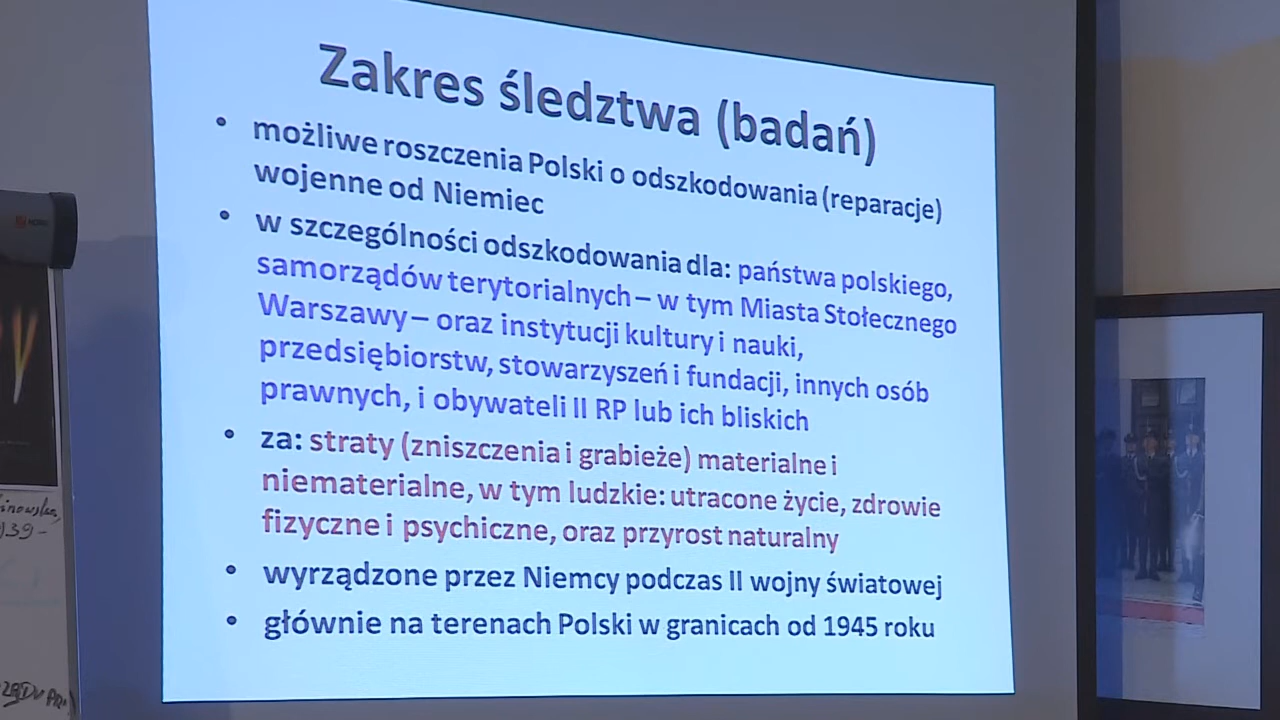 Zakres śledztwa (badań)
• możliwe roszczenia Polski o odszkodowania (reparacje)
wojenne od Niemiec
• w szczególności odszkodowania dla: państwa polskiego,
samorządów terytorialnych – w tym Miasta Stołecznego
Warszawy – oraz instytucji kultury i nauki,
przedsiębiorstw, stowarzyszeń i fundacji, innych osób
prawnych, i obywateli II RP lub ich bliskich
• za: straty (zniszczenia i grabieże) materialne i
niematerialne, w tym ludzkie: utracone życie, zdrowie
fizyczne i psychiczne, oraz przyrost naturalny
• wyrządzone przez Niemcy podczas II wojny światowej
• głównie na terenach Polski w granicach od 1945 roku